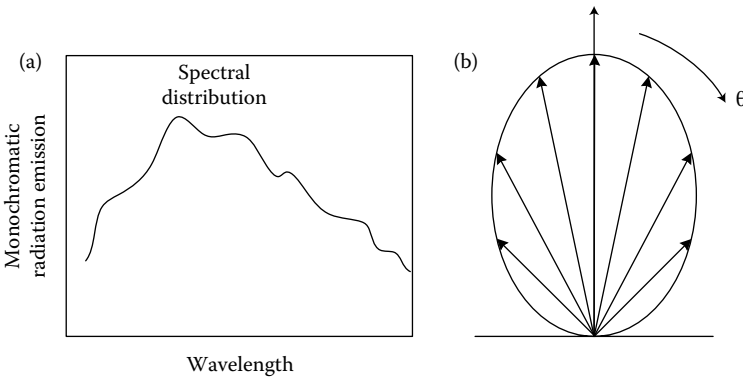 (a)
Spectral
distribution
Monochromatic
radiation emission
Wavelength
(b)
θ